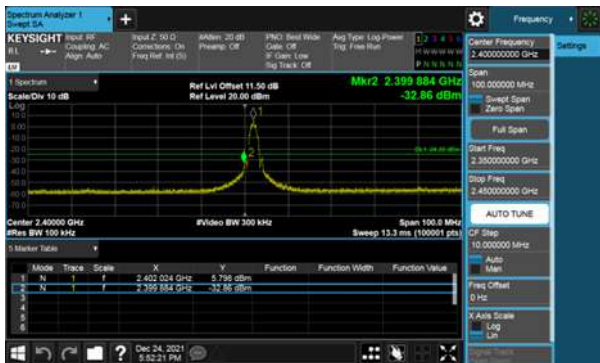 Spectrum Analyzer 1
Swept SA
+
Frequency
KEYSIGHT
Input: RF
Coupling: AC
Align: Auto
Input Z: 50 Ω
Corrections: On
Freq Ref: Int (S)
#Atten: 20 dB
Preamp: Off
PNO: Best Wide
Gate: Off
IF Gain: Low
Sig Track: Off
Avg Type: Log-Power
Trig: Free Run
1 2 3 4 5 6
Center Frequency
2.400000000 GHz
Settings
Span
100.000000 MHz
Swept Span
Zero Span
Full Span
Start Freq
2.350000000 GHz
Stop Freq
2.450000000 GHz
AUTO TUNE
CF Step
10.000000 MHz
Auto
Man
Freq Offset
0 Hz
X Axis Scale
Log
Lin
Signal Track
1 Spectrum
Scale/Div 10 dB
Ref Lvl Offset 11.50 dB
Ref Level 20.00 dBm
Mkr2 2.399 884 GHz
-32.86 dBm
Log
Center 2.40000 GHz
#Res BW 100 kHz
#Video BW 300 kHz
Span 100.0 MHz
Sweep 13.3 ms (100001 pts)
5 Marker Table
Mode Trace Scale X Y Function Function Width Function Value
1 N 1 f 2.402 024 GHz 5.796 dBm
2 N 1 f 2.399 884 GHz -32.86 dBm
3
4
5
6
Dec 24, 2021
5:52:21 PM